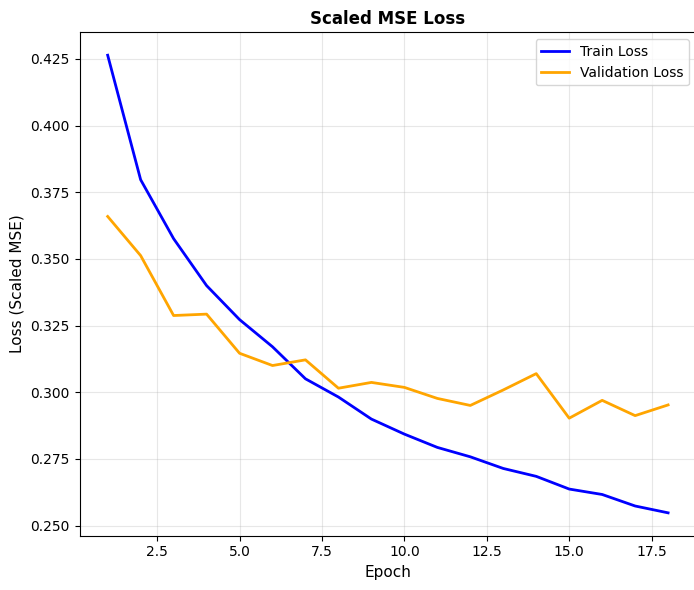 Scaled MSE Loss
Train Loss
Validation Loss
Loss (Scaled MSE)
0.425
0.400
0.375
0.350
0.325
0.300
0.275
0.250
2.5 5.0 7.5 10.0 12.5 15.0 17.5
Epoch